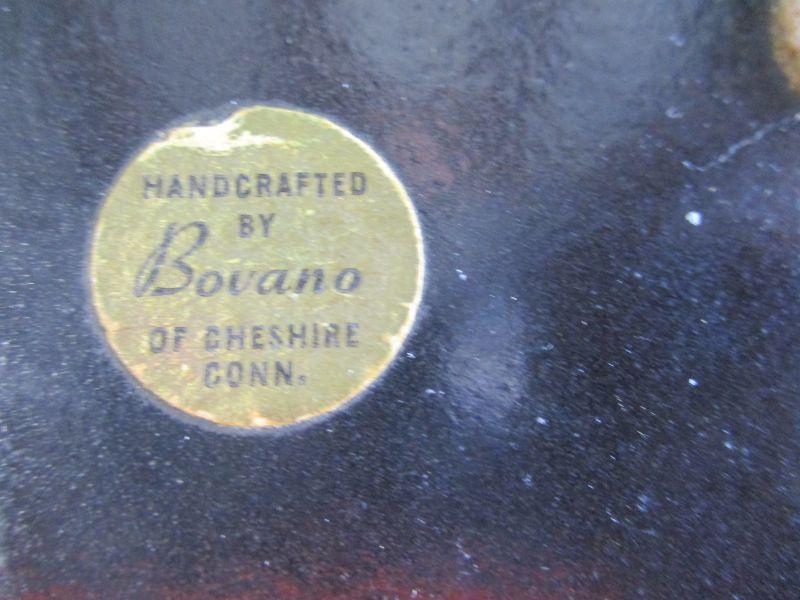 HANDCRAFTED
BY
Bovano
OF CHESHIRE
CONN.